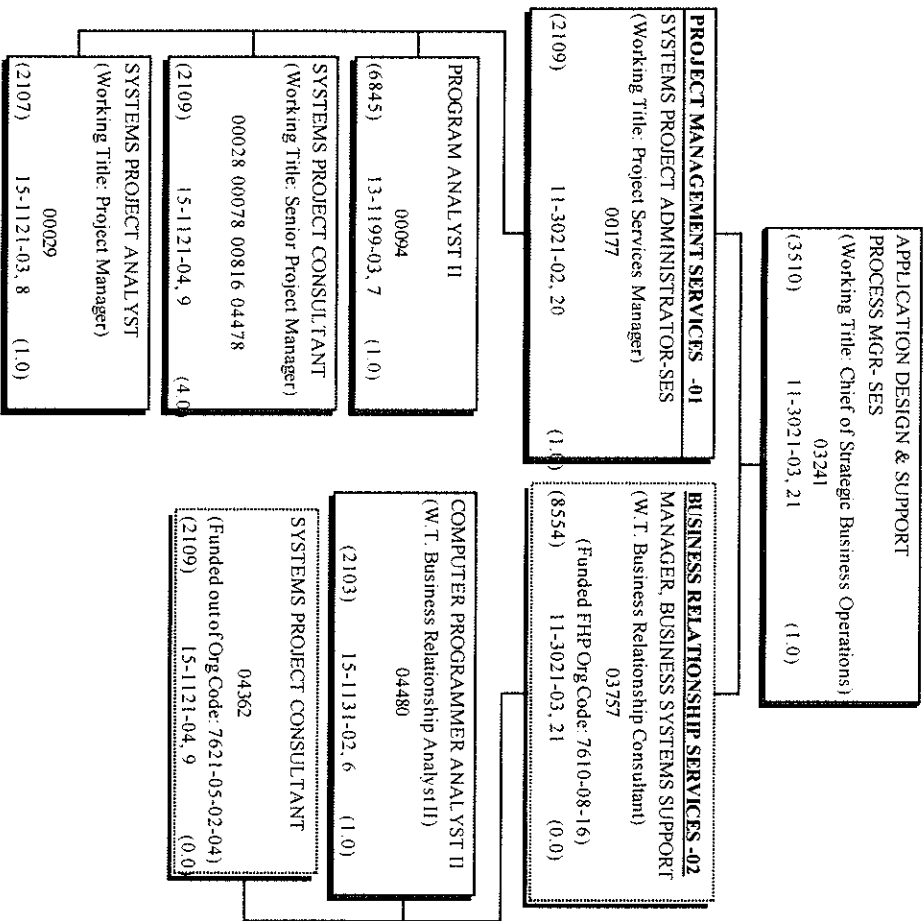 APPLICATION DESIGN & SUPPORT
PROCESS MGR- SES
(Working Title: Chief of Strategic Business Operations)
03241
(3510) 11-3021-03, 21 (1.0)
PROJECT MANAGEMENT SERVICES -01
SYSTEMS PROJECT ADMINISTRATOR-SES
(Working Title: Project Services Manager)
00177
(2109) 11-3021-02, 20 (1.0)
PROGRAM ANALYST II
00094
(6845) 13-1199-03, 7 (1.0)
SYSTEMS PROJECT CONSULTANT
(Working Title: Senior Project Manager)
00028 00078 00816 04478
(2109) 15-1121-04, 9 (4.0)
SYSTEMS PROJECT ANALYST
(Working Title: Project Manager)
00029
(2107) 15-1121-03, 8 (1.0)
BUSINESS RELATIONSHIP SERVICES -02
MANAGER, BUSINESS SYSTEMS SUPPORT
(W.T. Business Relationship Consultant)
03757
(Funded FHP Org Code: 7610-08-16)
(8554) 11-3021-03, 21 (0.0)
COMPUTER PROGRAMMER ANALYST II
(W.T. Business Relationship Analyst II)
04480
(2103) 15-1131-02, 6 (1.0)
SYSTEMS PROJECT CONSULTANT
04362
(Funded out of Org Code: 7621-05-02-04)
(2109) 15-1121-04, 9 (0.0)